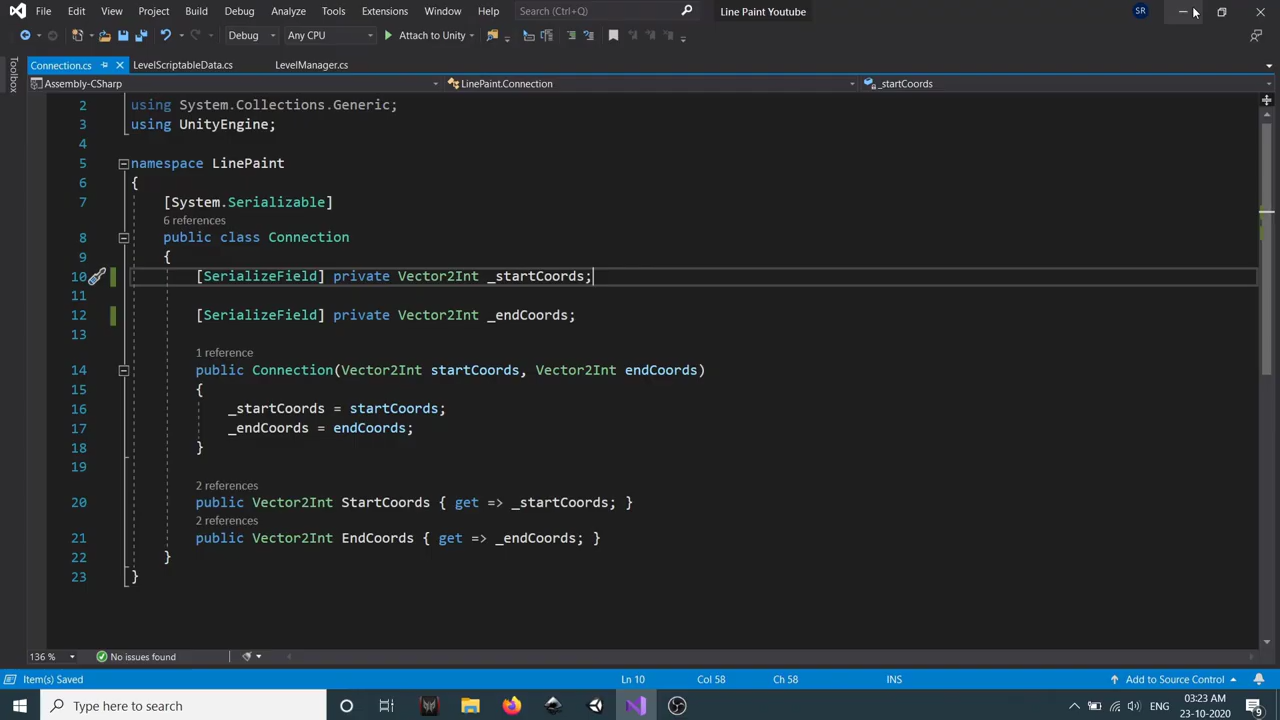 File Edit View Project Build Debug Analyze Tools Extensions Window Help Search (Ctrl+Q) Line Paint Youtube SR
Debug Any CPU Attach to Unity
Connection.cs LevelScriptableData.cs LevelManager.cs
Toolbox
Assembly-CSharp LinePaint.Connection _startCoords
2 using System.Collections.Generic;
3 using UnityEngine;
4
5 namespace LinePaint
6 {
7 [System.Serializable]
6 references
8 public class Connection
9 {
10 [SerializeField] private Vector2Int _startCoords;
11
12 [SerializeField] private Vector2Int _endCoords;
13
1 reference
14 public Connection(Vector2Int startCoords, Vector2Int endCoords)
15 {
16 _startCoords = startCoords;
17 _endCoords = endCoords;
18 }
19
2 references
20 public Vector2Int StartCoords { get => _startCoords; }
2 references
21 public Vector2Int EndCoords { get => _endCoords; }
22 }
23 }
136 % No issues found
Item(s) Saved Ln 10 Col 58 Ch 58 INS Add to Source Control
Type here to search ENG 03:23 AM
23-10-2020 9